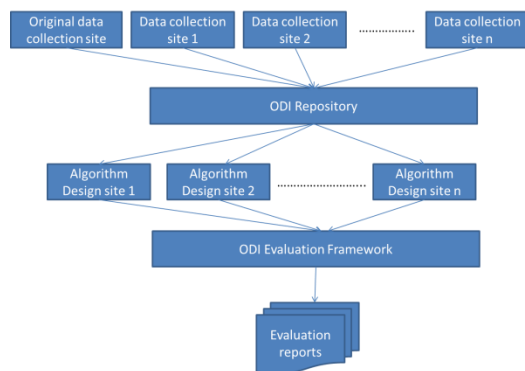 Original data
collection site
Data collection
site 1
Data collection
site 2
Data collection
site n
ODI Repository
Algorithm
Design site 1
Algorithm
Design site 2
Algorithm
Design site n
ODI Evaluation Framework
Evaluation
reports